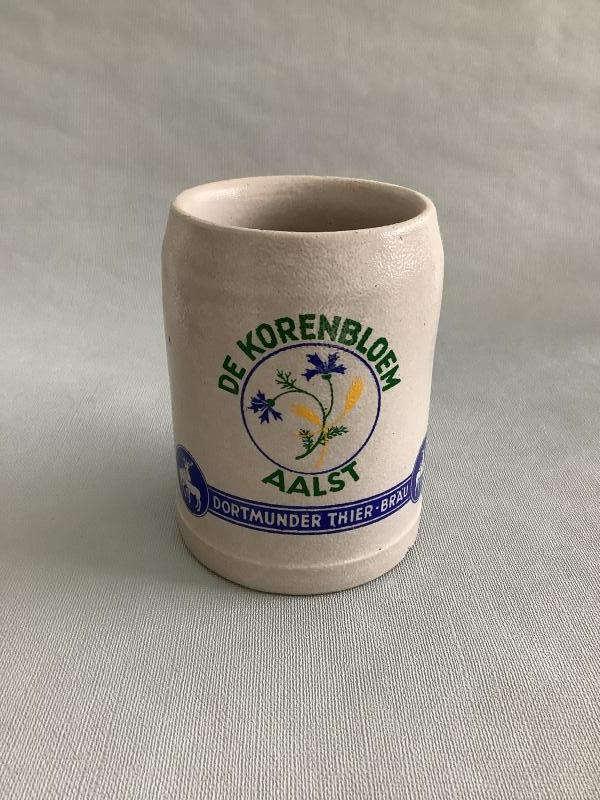 DE KORENBLOEM
AALST
DORTMUNDER THIER·BRÄU